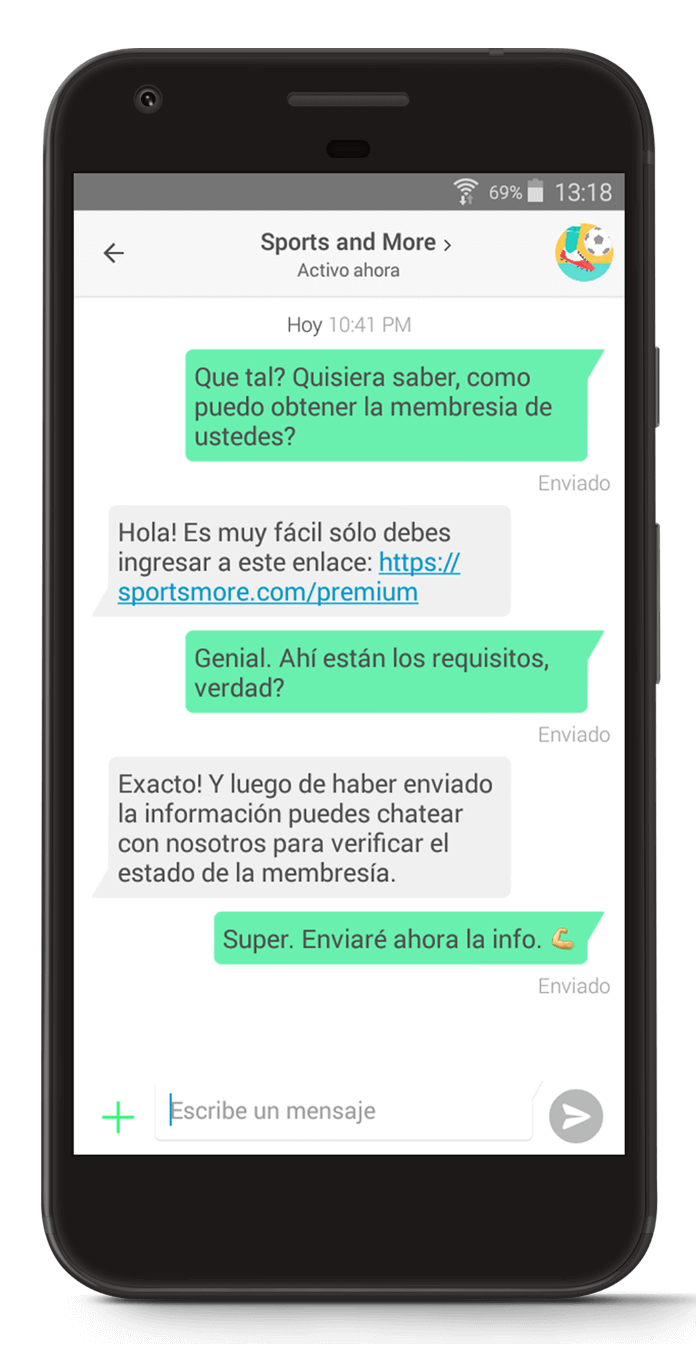 69% 13:18
Sports and More
Activo ahora
Hoy 10:41 PM
Que tal? Quisiera saber, como
puedo obtener la membresia de
ustedes?
Enviado
Hola! Es muy fácil sólo debes
ingresar a este enlace: https://
sportsmore.com/premium
Genial. Ahí están los requisitos,
verdad?
Enviado
Exacto! Y luego de haber enviado
la información puedes chatear
con nosotros para verificar el
estado de la membresía.
Super. Enviaré ahora la info. 💪
Enviado
Escribe un mensaje